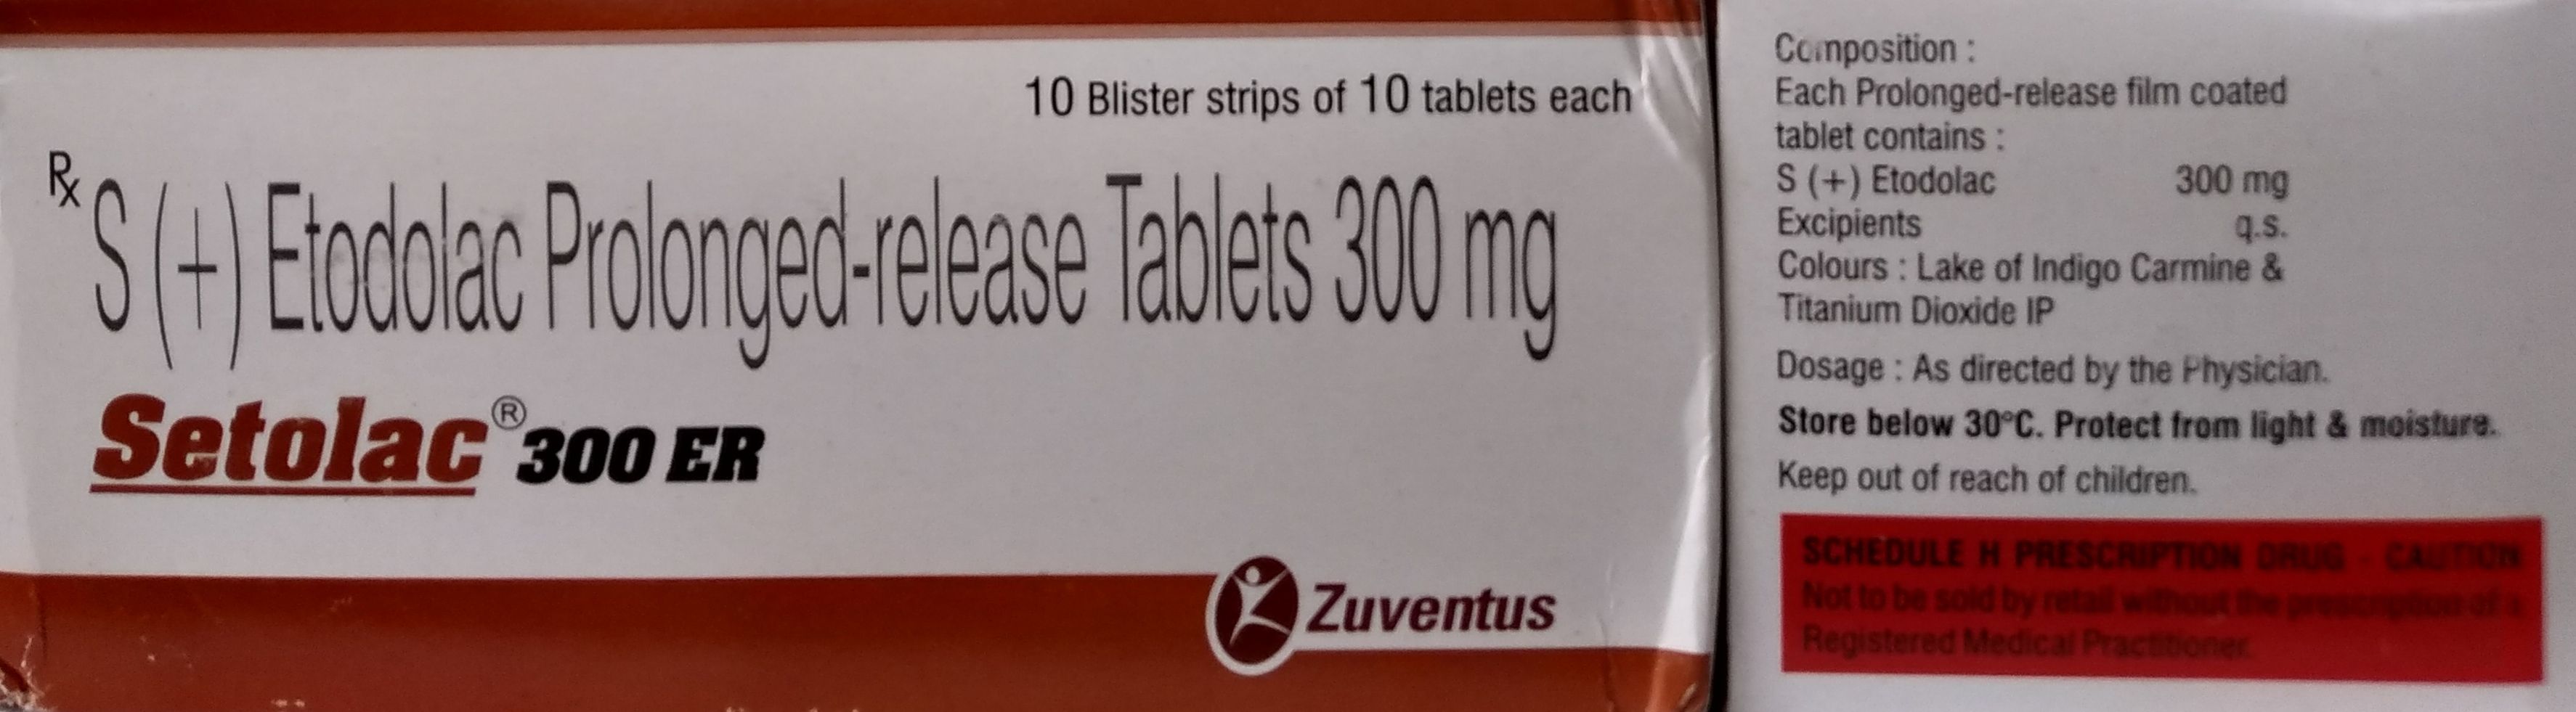 10 Blister strips of 10 tablets each
Rx S (+) Etodolac Prolonged-release Tablets 300 mg
Setolac® 300 ER
Zuventus
Composition :
Each Prolonged-release film coated
tablet contains :
S (+) Etodolac 300 mg
Excipients q.s.
Colours : Lake of Indigo Carmine &
Titanium Dioxide IP
Dosage : As directed by the Physician.
Store below 30°C. Protect from light & moisture.
Keep out of reach of children.
SCHEDULE H PRESCRIPTION DRUG - CAUTION
Not to be sold by retail without the prescription of a
Registered Medical Practitioner.